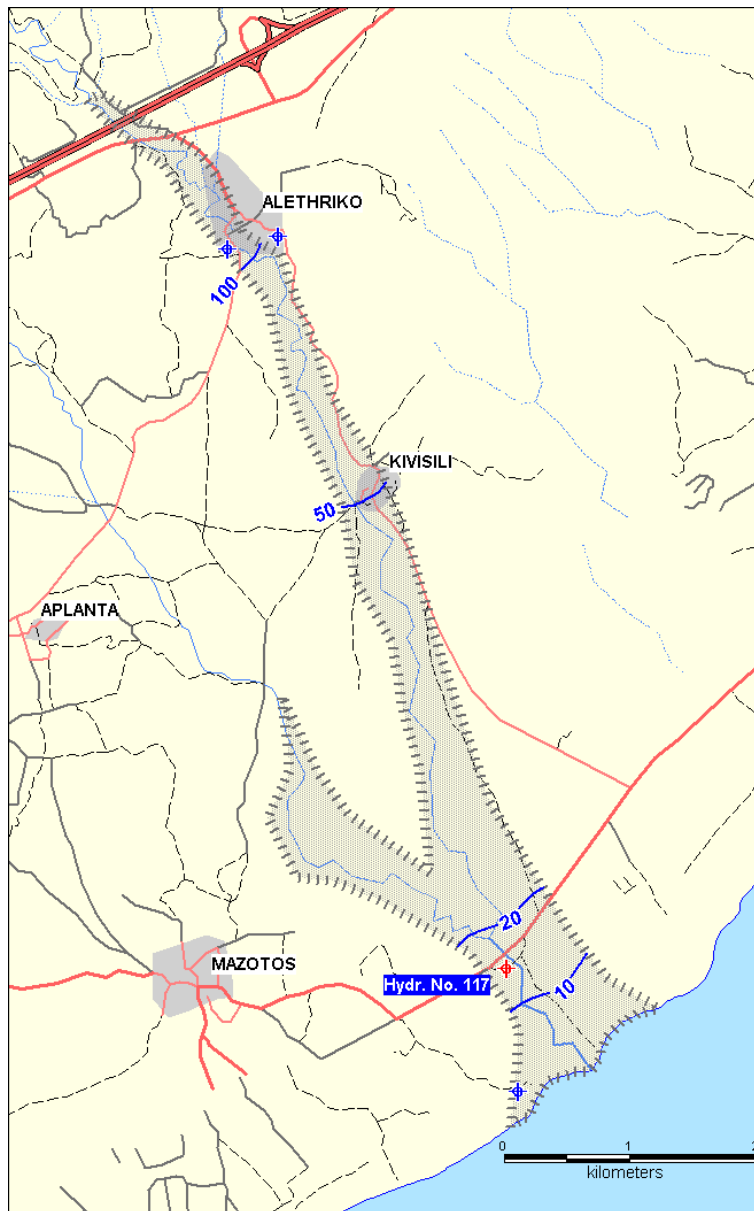 ALETHRIKO
100
KIVISILI
50
APLANTA
20
MAZOTOS
Hydr. No. 117
10
0 1 2
kilometers